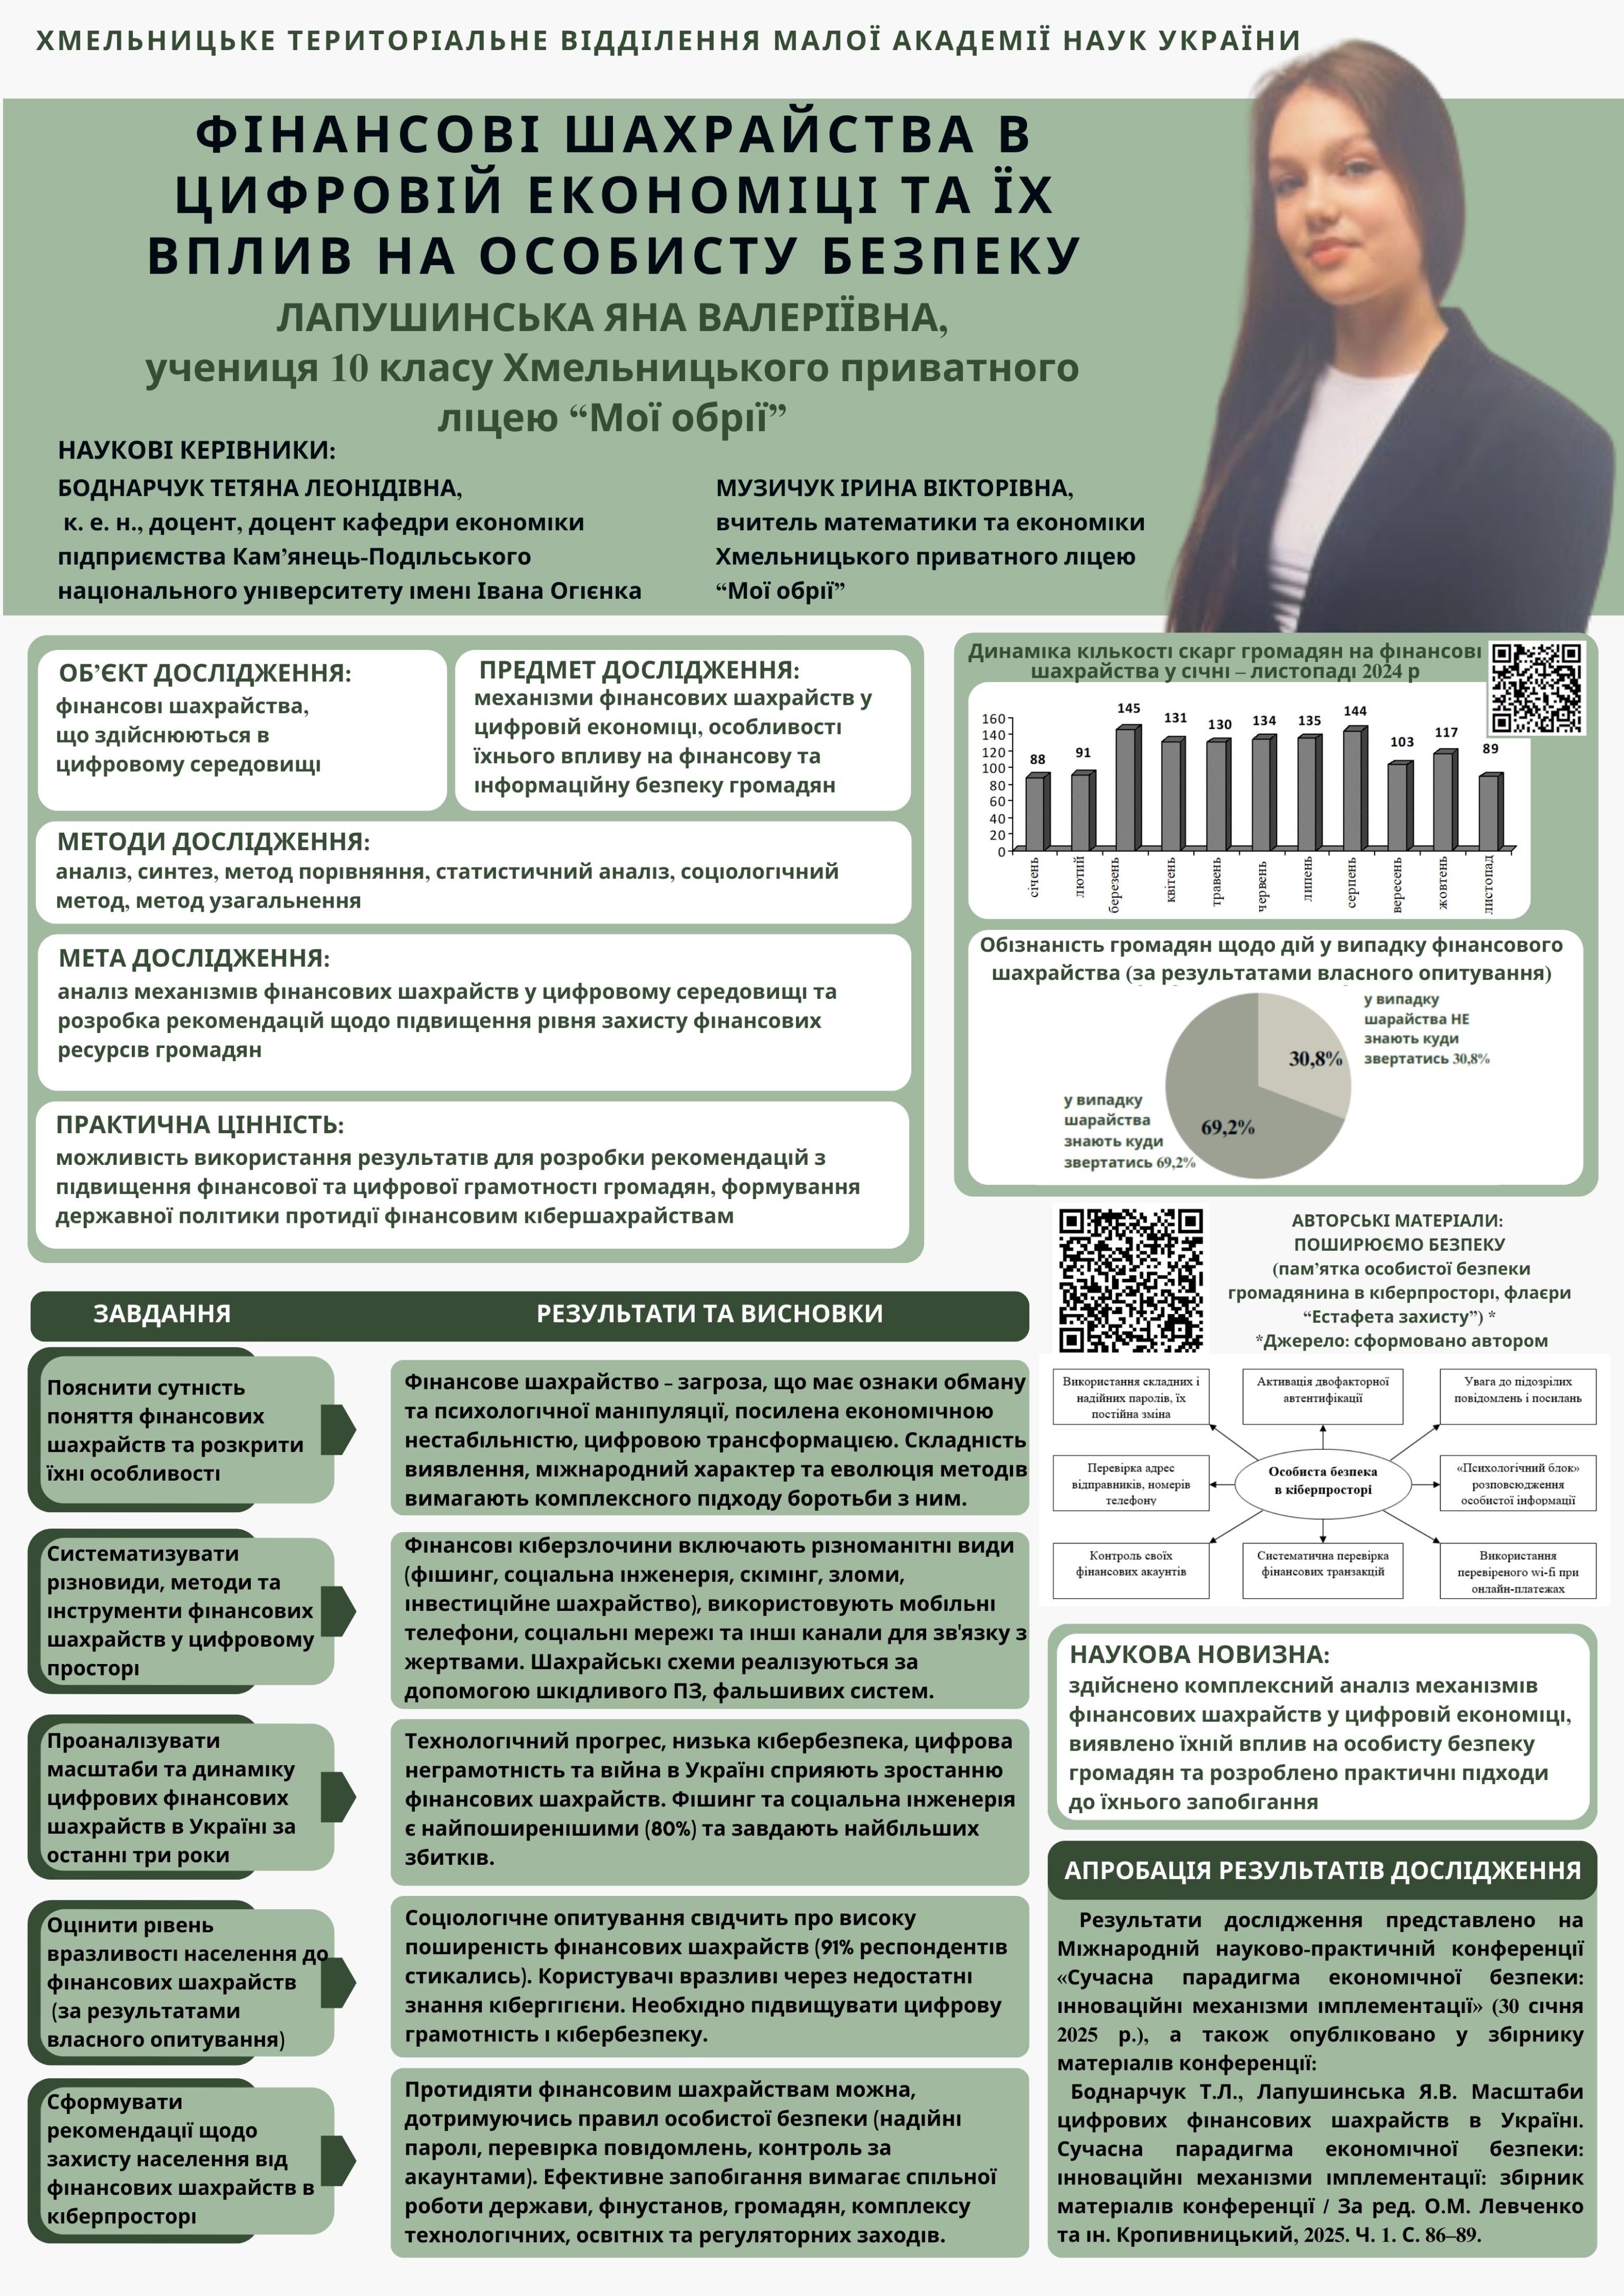 ХМЕЛЬНИЦЬКЕ ТЕРИТОРІАЛЬНЕ ВІДДІЛЕННЯ МАЛОЇ АКАДЕМІЇ НАУК УКРАЇНИ
ФІНАНСОВІ ШАХРАЙСТВА В
ЦИФРОВІЙ ЕКОНОМІЦІ ТА ЇХ
ВПЛИВ НА ОСОБИСТУ БЕЗПЕКУ
ЛАПУШИНСЬКА ЯНА ВАЛЕРІЇВНА,
учениця 10 класу Хмельницького приватного
ліцею “Мої обрії”
НАУКОВІ КЕРІВНИКИ:
БОДНАРЧУК ТЕТЯНА ЛЕОНІДІВНА,
к. е. н., доцент, доцент кафедри економіки
підприємства Кам’янець-Подільського
національного університету імені Івана Огієнка
МУЗИЧУК ІРИНА ВІКТОРІВНА,
вчитель математики та економіки
Хмельницького приватного ліцею
“Мої обрії”
ОБ’ЄКТ ДОСЛІДЖЕННЯ:
фінансові шахрайства,
що здійснюються в
цифровому середовищі
ПРЕДМЕТ ДОСЛІДЖЕННЯ:
механізми фінансових шахрайств у
цифровій економіці, особливості
їхнього впливу на фінансову та
інформаційну безпеку громадян
МЕТОДИ ДОСЛІДЖЕННЯ:
аналіз, синтез, метод порівняння, статистичний аналіз, соціологічний
метод, метод узагальнення
МЕТА ДОСЛІДЖЕННЯ:
аналіз механізмів фінансових шахрайств у цифровому середовищі та
розробка рекомендацій щодо підвищення рівня захисту фінансових
ресурсів громадян
ПРАКТИЧНА ЦІННІСТЬ:
можливість використання результатів для розробки рекомендацій з
підвищення фінансової та цифрової грамотності громадян, формування
державної політики протидії фінансовим кібершахрайствам
Динаміка кількості скарг громадян на фінансові
шахрайства у січні – листопаді 2024 р
160
140
120
100
80
60
40
20
0
88
91
145
131
130
134
135
144
103
117
89
січень
лютий
березень
квітень
травень
червень
липень
серпень
вересень
жовтень
листопад
Обізнаність громадян щодо дій у випадку фінансового
шахрайства (за результатами власного опитування)
у випадку
шарайства НЕ
знають куди
звертатись 30,8%
30,8%
69,2%
у випадку
шарайства
знають куди
звертатись 69,2%
АВТОРСЬКІ МАТЕРІАЛИ:
ПОШИРЮЄМО БЕЗПЕКУ
(пам’ятка особистої безпеки
громадянина в кіберпросторі, флаєри
“Естафета захисту”) *
*Джерело: сформовано автором
Використання складних і
надійних паролів, їх
постійна зміна
Активація двофакторної
автентифікації
Увага до підозрілих
повідомлень і посилань
Перевірка адрес
відправників, номерів
телефону
Особиста безпека
в кіберпросторі
«Психологічний блок»
розповсюдження
особистої інформації
Контроль своїх
фінансових акаунтів
Систематична перевірка
фінансових транзакцій
Використання
перевіреного wi-fi при
онлайн-платежах
ЗАВДАННЯ
РЕЗУЛЬТАТИ ТА ВИСНОВКИ
Пояснити сутність
поняття фінансових
шахрайств та розкрити
їхні особливості
Фінансове шахрайство – загроза, що має ознаки обману
та психологічної маніпуляції, посилена економічною
нестабільністю, цифровою трансформацією. Складність
виявлення, міжнародний характер та еволюція методів
вимагають комплексного підходу боротьби з ним.
Систематизувати
різновиди, методи та
інструменти фінансових
шахрайств у цифровому
просторі
Фінансові кіберзлочини включають різноманітні види
(фішинг, соціальна інженерія, скімінг, зломи,
інвестиційне шахрайство), використовують мобільні
телефони, соціальні мережі та інші канали для зв'язку з
жертвами. Шахрайські схеми реалізуються за
допомогою шкідливого ПЗ, фальшивих систем.
Проаналізувати
масштаби та динаміку
цифрових фінансових
шахрайств в Україні за
останні три роки
Технологічний прогрес, низька кібербезпека, цифрова
неграмотність та війна в Україні сприяють зростанню
фінансових шахрайств. Фішинг та соціальна інженерія
є найпоширенішими (80%) та завдають найбільших
збитків.
Оцінити рівень
вразливості населення до
фінансових шахрайств
(за результатами
власного опитування)
Соціологічне опитування свідчить про високу
поширеність фінансових шахрайств (91% респондентів
стикались). Користувачі вразливі через недостатні
знання кібергігієни. Необхідно підвищувати цифрову
грамотність і кібербезпеку.
Сформувати
рекомендації щодо
захисту населення від
фінансових шахрайств в
кіберпросторі
Протидіяти фінансовим шахрайствам можна,
дотримуючись правил особистої безпеки (надійні
паролі, перевірка повідомлень, контроль за
акаунтами). Ефективне запобігання вимагає спільної
роботи держави, фінустанов, громадян, комплексу
технологічних, освітніх та регуляторних заходів.
НАУКОВА НОВИЗНА:
здійснено комплексний аналіз механізмів
фінансових шахрайств у цифровій економіці,
виявлено їхній вплив на особисту безпеку
громадян та розроблено практичні підходи
до їхнього запобігання
АПРОБАЦІЯ РЕЗУЛЬТАТІВ ДОСЛІДЖЕННЯ
Результати дослідження представлено на
Міжнародній науково-практичній конференції
«Сучасна парадигма економічної безпеки:
інноваційні механізми імплементації» (30 січня
2025 р.), а також опубліковано у збірнику
матеріалів конференції:
Боднарчук Т.Л., Лапушинська Я.В. Масштаби
цифрових фінансових шахрайств в Україні.
Сучасна парадигма економічної безпеки:
інноваційні механізми імплементації: збірник
матеріалів конференції / За ред. О.М. Левченко
та ін. Кропивницький, 2025. Ч. 1. С. 86–89.